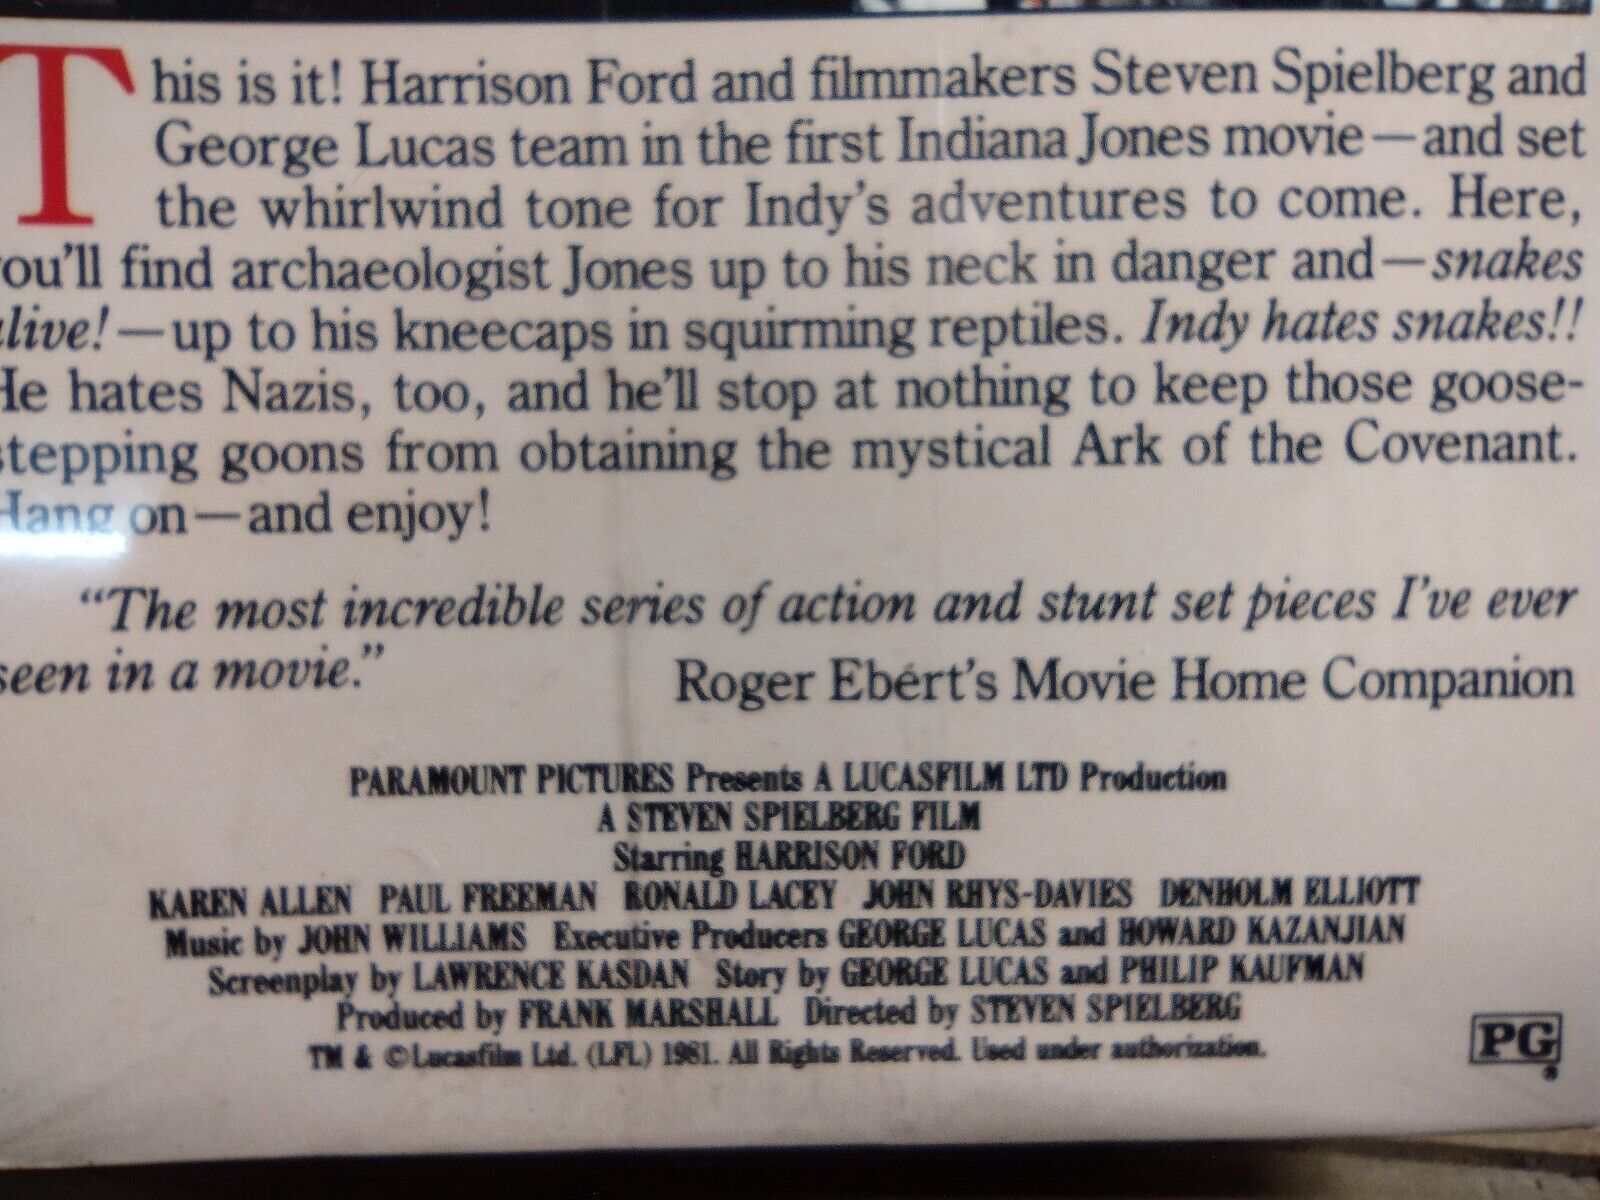 This is it! Harrison Ford and filmmakers Steven Spielberg and
George Lucas team in the first Indiana Jones movie—and set
the whirlwind tone for Indy's adventures to come. Here,
you'll find archaeologist Jones up to his neck in danger and—snakes
alive!—up to his kneecaps in squirming reptiles. Indy hates snakes!!
He hates Nazis, too, and he'll stop at nothing to keep those goose-
stepping goons from obtaining the mystical Ark of the Covenant.
Hang on—and enjoy!
"The most incredible series of action and stunt set pieces I've ever
seen in a movie."
Roger Ebert's Movie Home Companion
PARAMOUNT PICTURES Presents A LUCASFILM LTD Production
A STEVEN SPIELBERG FILM
Starring HARRISON FORD
KAREN ALLEN PAUL FREEMAN RONALD LACEY JOHN RHYS-DAVIES DENHOLM ELLIOTT
Music by JOHN WILLIAMS Executive Producers GEORGE LUCAS and HOWARD KAZANJIAN
Screenplay by LAWRENCE KASDAN Story by GEORGE LUCAS and PHILIP KAUFMAN
Produced by FRANK MARSHALL Directed by STEVEN SPIELBERG
TM & ©Lucasfilm Ltd. (LFL) 1981. All Rights Reserved. Used under authorization.
PG®